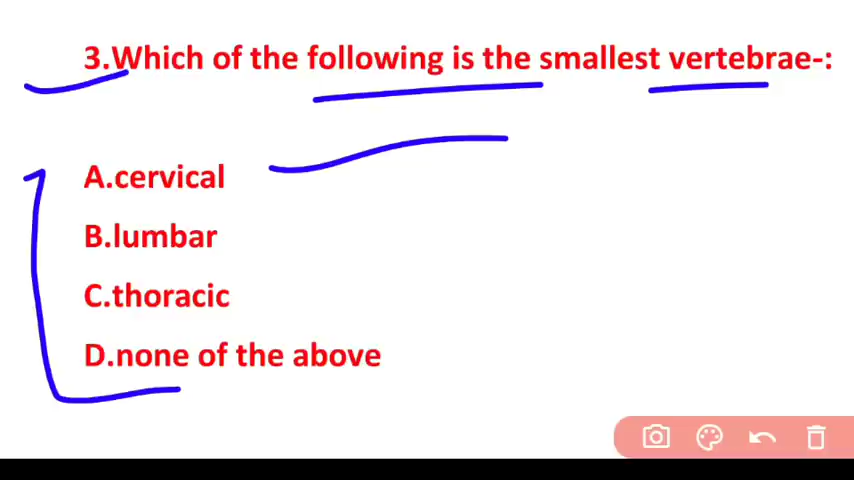 3.Which of the following is the smallest vertebrae-:
A.cervical
B.lumbar
C.thoracic
D.none of the above